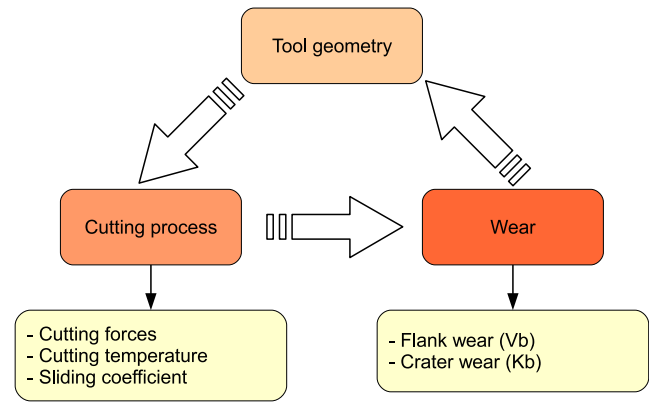 Tool geometry
Cutting process
Wear
- Cutting forces
- Cutting temperature
- Sliding coefficient
- Flank wear (Vb)
- Crater wear (Kb)